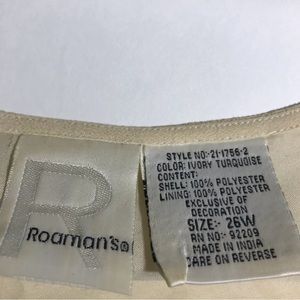 R
Roaman's®
STYLE NO:-21-1756-2
COLOR: IVORY TURQUOISE
CONTENT:
SHELL: 100% POLYESTER
LINING: 100% POLYESTER
EXCLUSIVE OF
DECORATION
SIZE:- 26W
RN NO:- 92209
MADE IN INDIA
CARE ON REVERSE